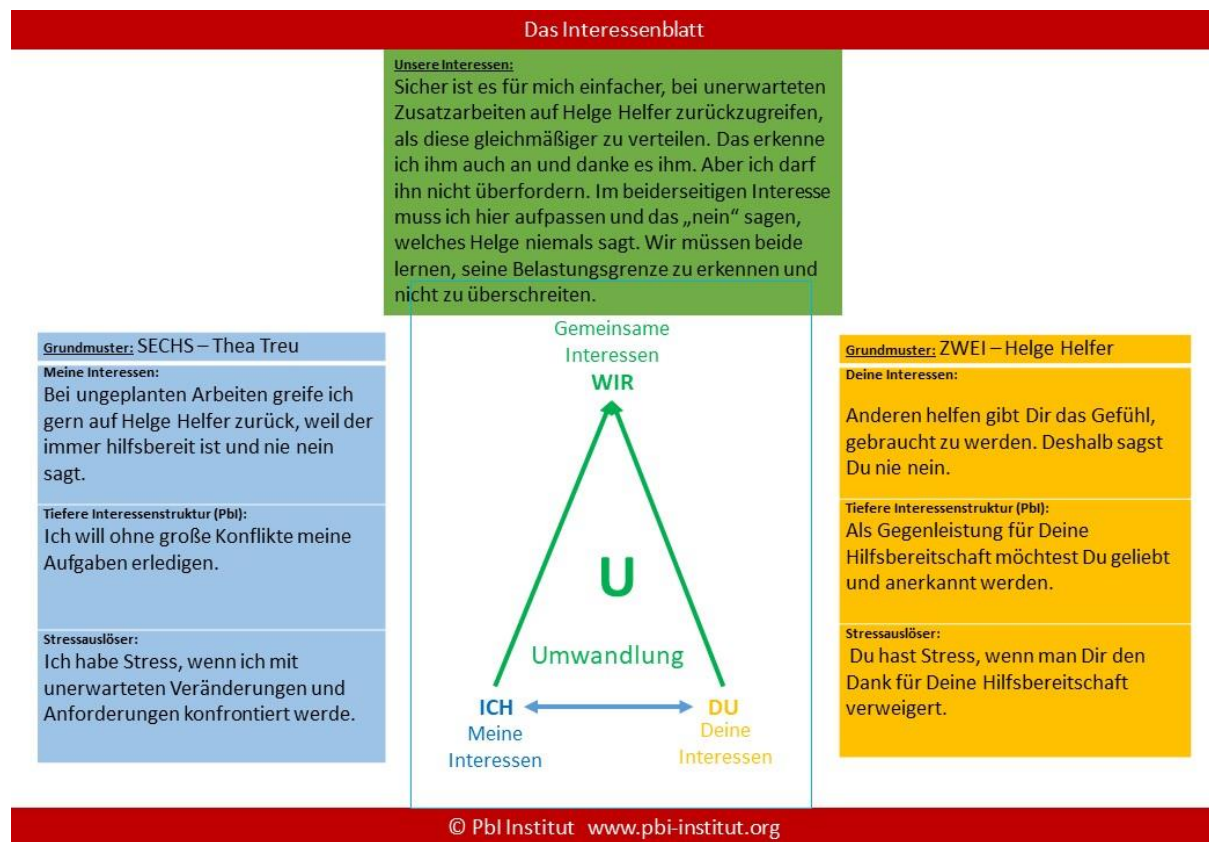 Das Interessenblatt
Unsere Interessen:
Sicher ist es für mich einfacher, bei unerwarteten
Zusatzarbeiten auf Helge Helfer zurückzugreifen,
als diese gleichmäßiger zu verteilen. Das erkenne
ich ihm auch an und danke es ihm. Aber ich darf
ihn nicht überfordern. Im beiderseitigen Interesse
muss ich hier aufpassen und das „nein“ sagen,
welches Helge niemals sagt. Wir müssen beide
lernen, seine Belastungsgrenze zu erkennen und
nicht zu überschreiten.
Grundmuster: SECHS – Thea Treu
Meine Interessen:
Bei ungeplanten Arbeiten greife ich
gern auf Helge Helfer zurück, weil der
immer hilfsbereit ist und nie nein
sagt.
Tiefere Interessenstruktur (PbI):
Ich will ohne große Konflikte meine
Aufgaben erledigen.
Stressauslöser:
Ich habe Stress, wenn ich mit
unerwarteten Veränderungen und
Anforderungen konfrontiert werde.
Gemeinsame
Interessen
WIR
U
Umwandlung
ICH
Meine
Interessen
DU
Deine
Interessen
Grundmuster: ZWEI – Helge Helfer
Deine Interessen:
Anderen helfen gibt Dir das Gefühl,
gebraucht zu werden. Deshalb sagst
Du nie nein.
Tiefere Interessenstruktur (PbI):
Als Gegenleistung für Deine
Hilfsbereitschaft möchtest Du geliebt
und anerkannt werden.
Stressauslöser:
Du hast Stress, wenn man Dir den
Dank für Deine Hilfsbereitschaft
verweigert.
© PbI Institut www.pbi-institut.org